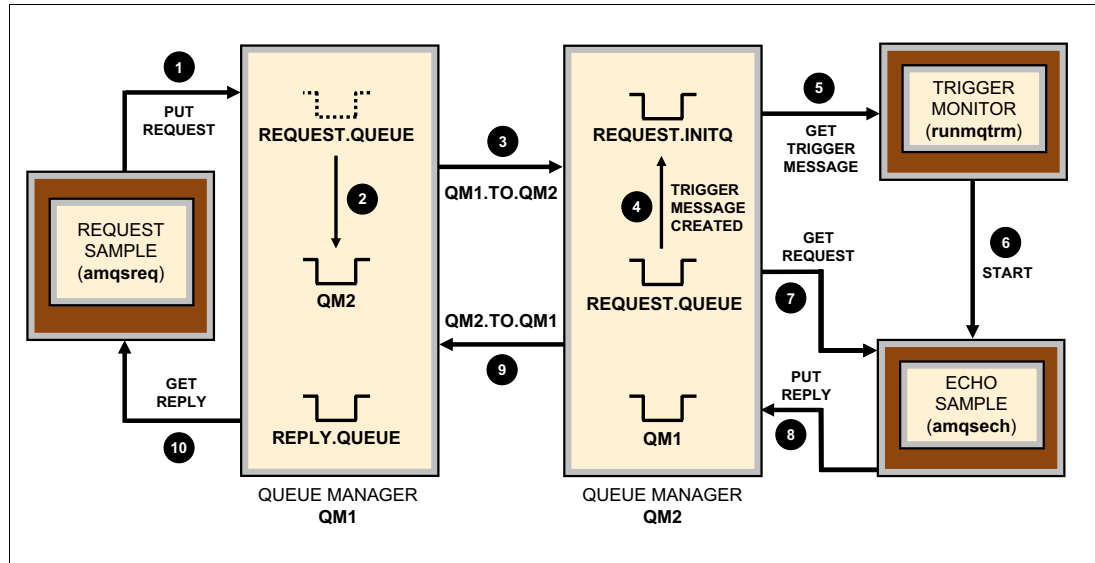 1
PUT
REQUEST
REQUEST
SAMPLE
(amqsreq)
GET
REPLY
10
REQUEST.QUEUE
2
QM2
REPLY.QUEUE
QUEUE MANAGER
QM1
3
QM1.TO.QM2
QM2.TO.QM1
9
REQUEST.INITQ
4
TRIGGER
MESSAGE
CREATED
REQUEST.QUEUE
QM1
QUEUE MANAGER
QM2
5
GET
TRIGGER
MESSAGE
TRIGGER
MONITOR
(runmqtrm)
6
START
GET
REQUEST
7
PUT
REPLY
8
ECHO
SAMPLE
(amqsech)